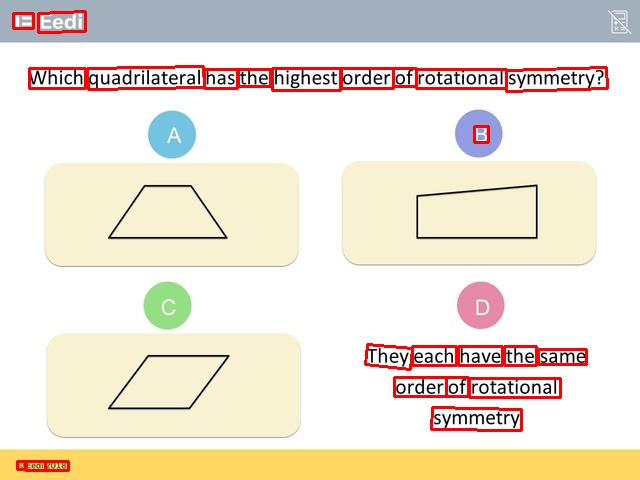 Eedi
Which quadrilateral has the highest order of rotational symmetry?
A
B
C
D
They each have the same
order of rotational
symmetry
© Eedi 2018